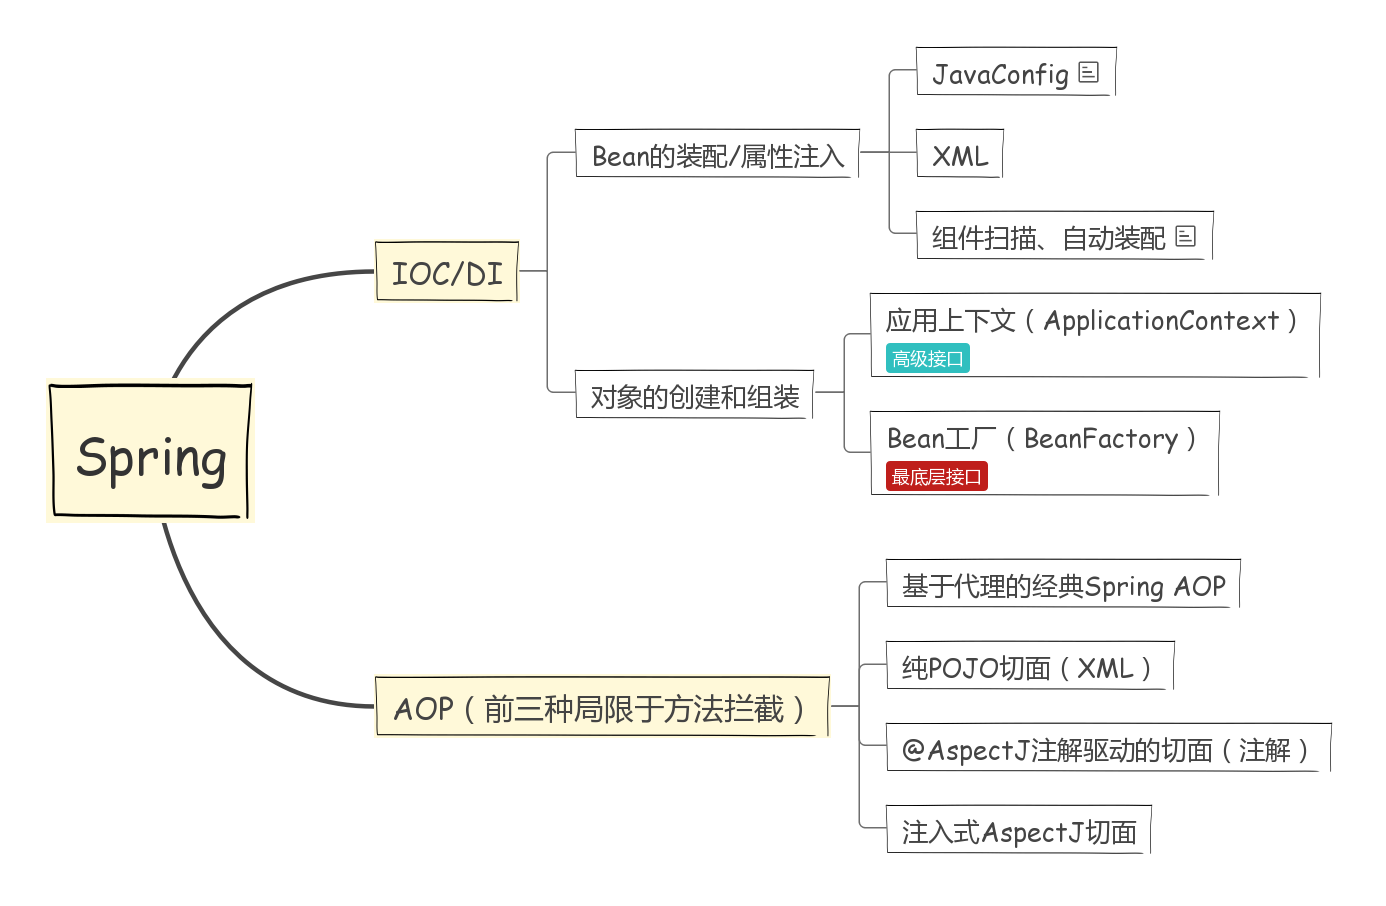 Spring
IOC/DI
Bean的装配/属性注入
JavaConfig
XML
组件扫描、自动装配
对象的创建和组装
应用上下文（ApplicationContext）
高级接口
Bean工厂（BeanFactory）
最底层接口
AOP（前三种局限于方法拦截）
基于代理的经典Spring AOP
纯POJO切面（XML）
@AspectJ注解驱动的切面（注解）
注入式AspectJ切面